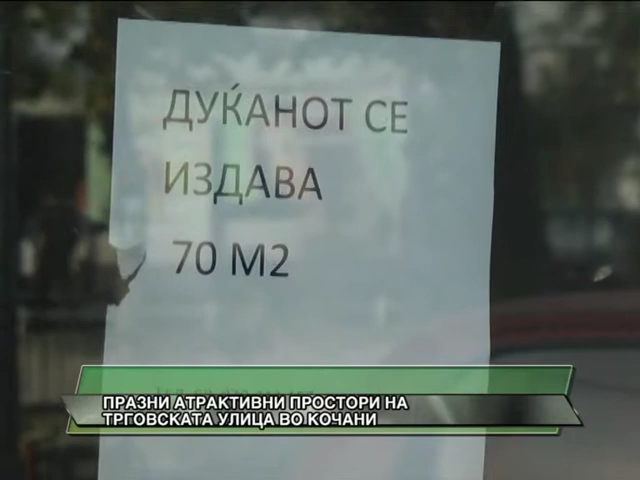 ДУЌАНОТ СЕ
ИЗДАВА
70 М2
ПРАЗНИ АТРАКТИВНИ ПРОСТОРИ НА
ТРГОВСКАТА УЛИЦА ВО КОЧАНИ